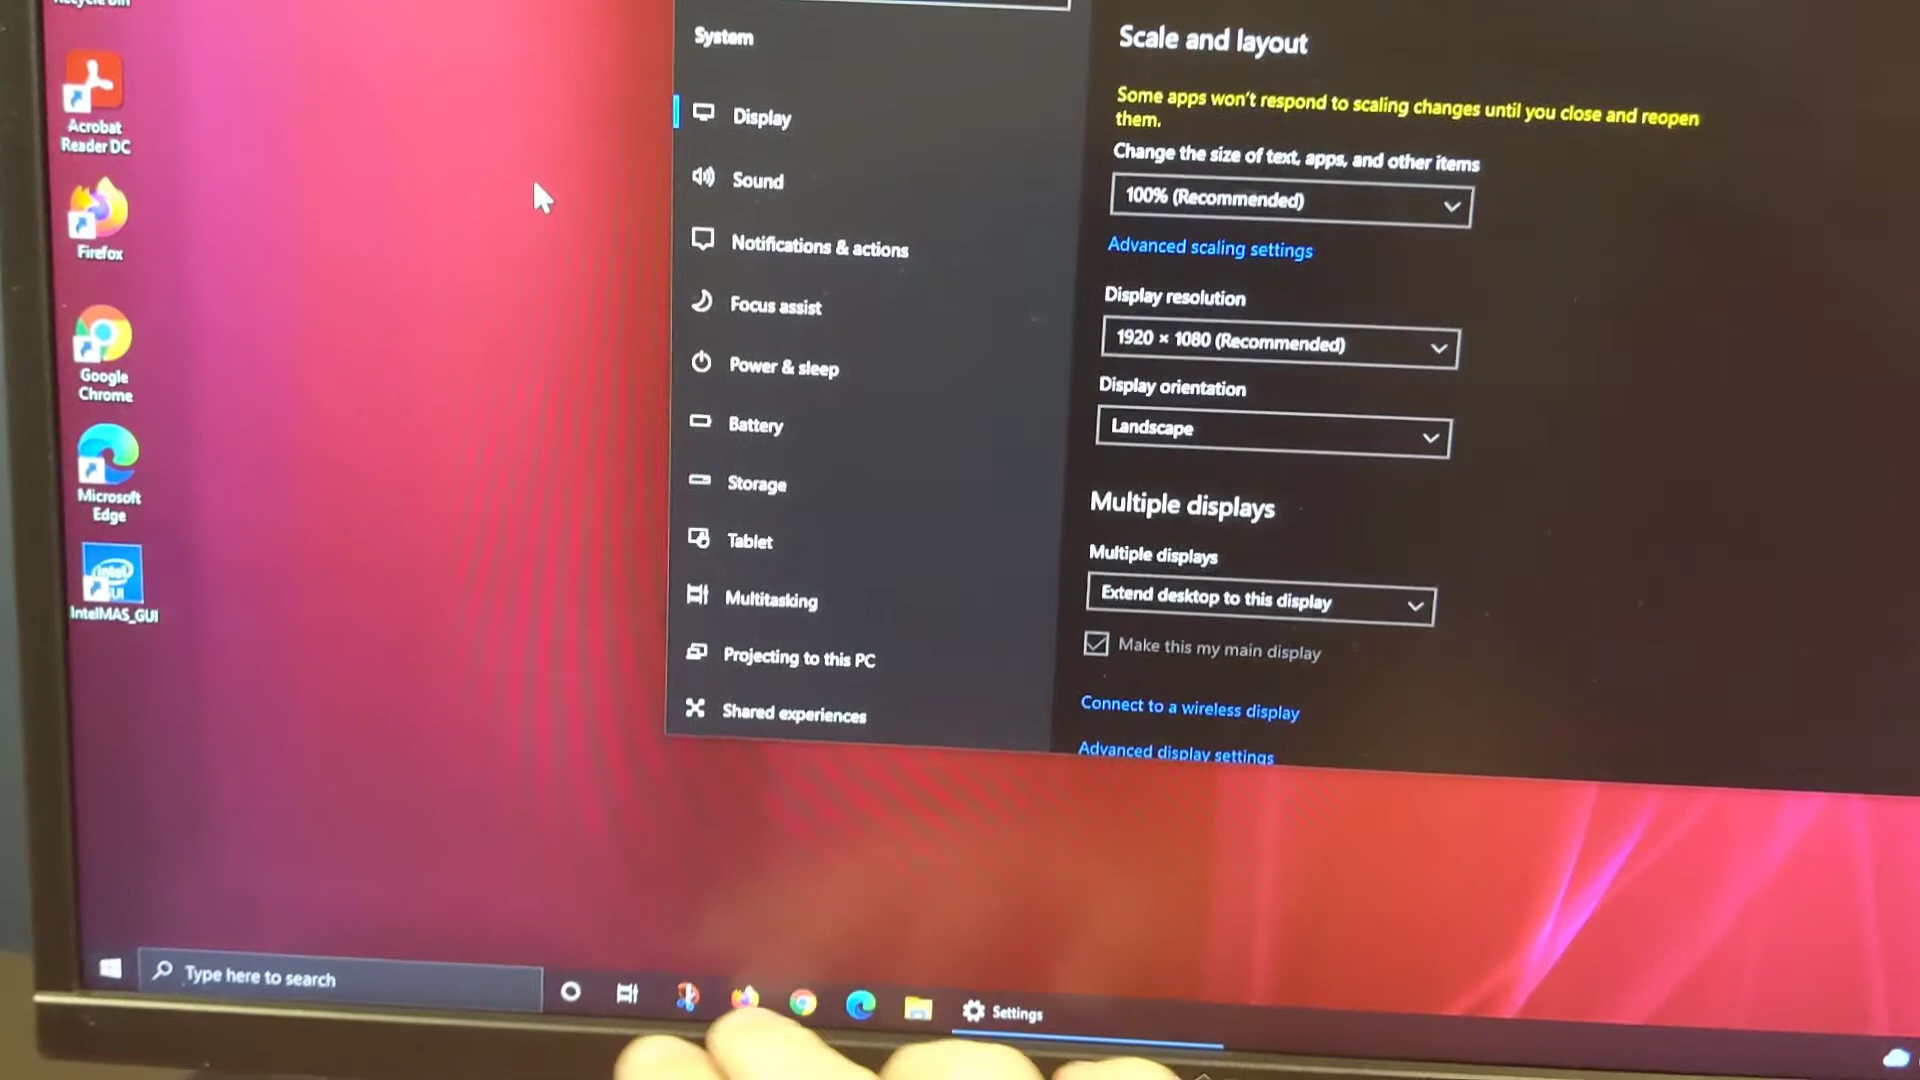 Recycle Bin
Acrobat
Reader DC
Firefox
Google
Chrome
Microsoft
Edge
intel
UI
IntelMAS_GUI
System
Display
Sound
Notifications & actions
Focus assist
Power & sleep
Battery
Storage
Tablet
Multitasking
Projecting to this PC
Shared experiences
Scale and layout
Some apps won't respond to scaling changes until you close and reopen
them.
Change the size of text, apps, and other items
100% (Recommended)
Advanced scaling settings
Display resolution
1920 × 1080 (Recommended)
Display orientation
Landscape
Multiple displays
Multiple displays
Extend desktop to this display
Make this my main display
Connect to a wireless display
Advanced display settings
Type here to search
Settings